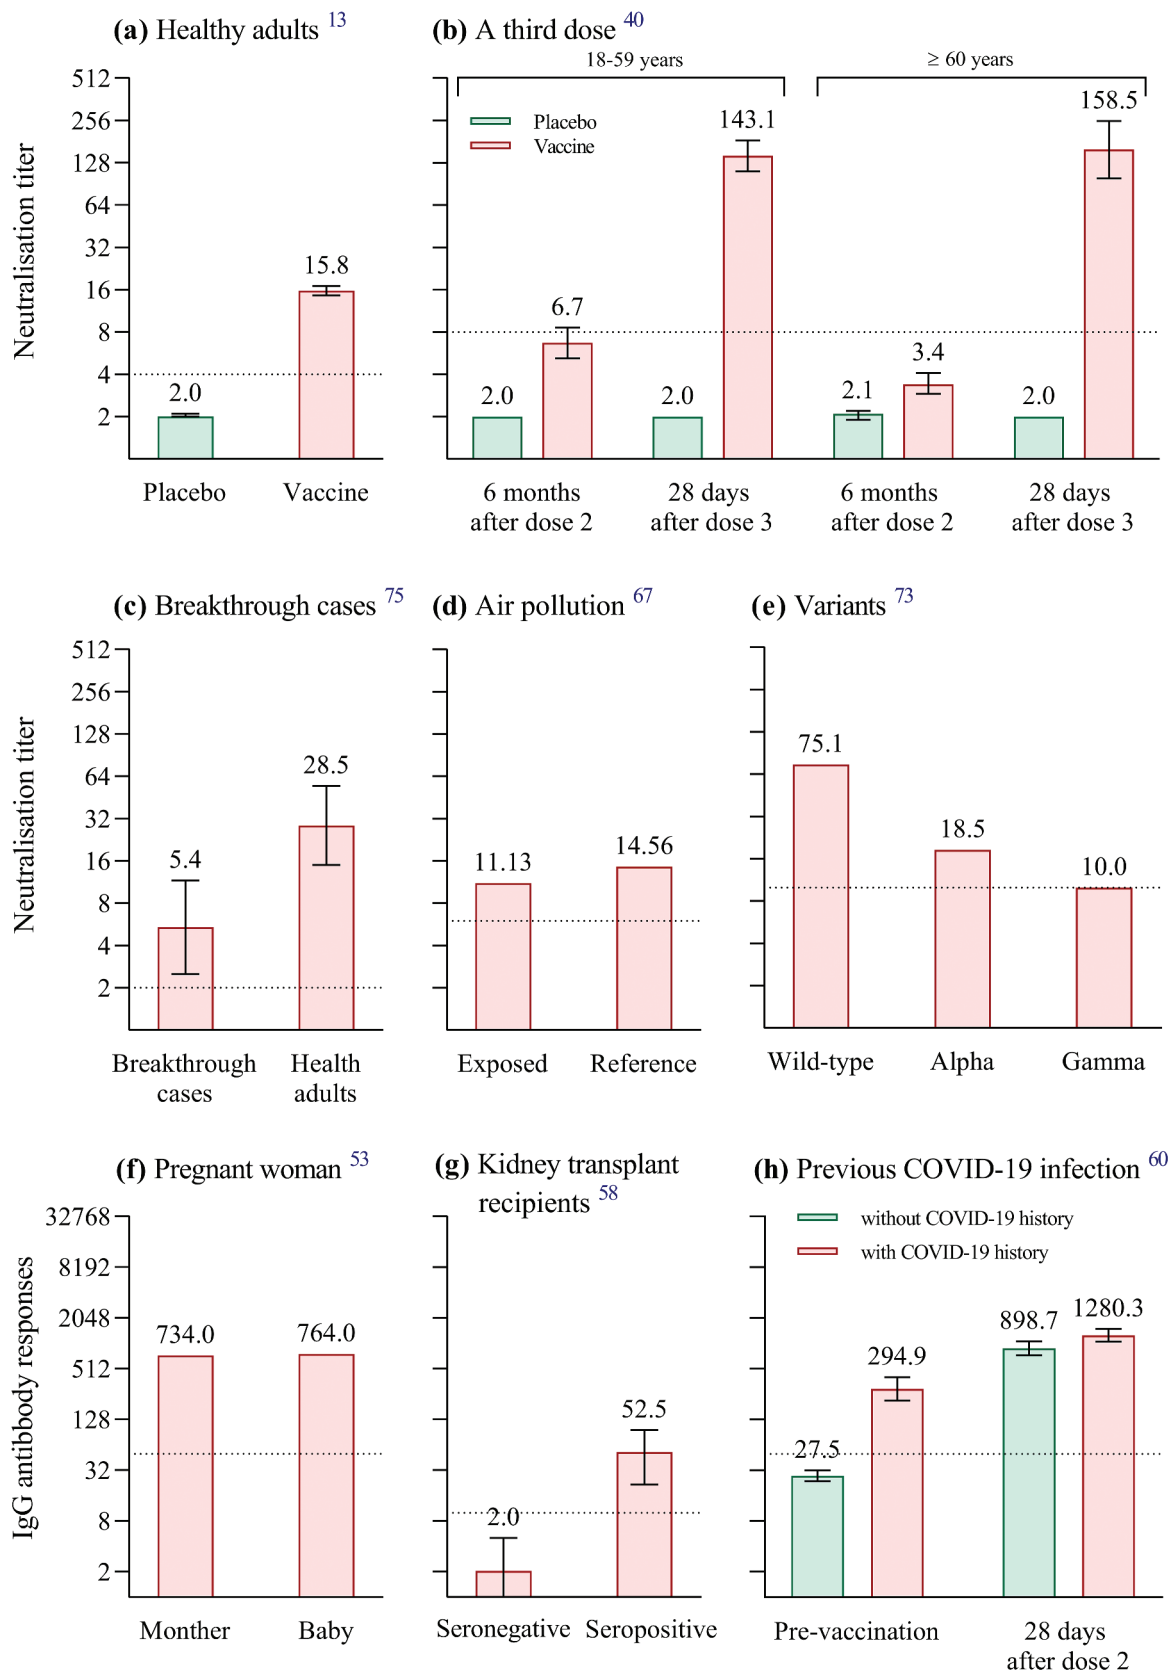 (a) Healthy adults 13
(b) A third dose 40
18-59 years
≥ 60 years
Placebo
Vaccine
Neutralisation titer
512
256
128
64
32
16
8
4
2
2.0
15.8
2.0
6.7
2.0
143.1
2.1
3.4
2.0
158.5
Placebo
Vaccine
6 months
after dose 2
28 days
after dose 3
6 months
after dose 2
28 days
after dose 3
(c) Breakthrough cases 75
(d) Air pollution 67
(e) Variants 73
Neutralisation titer
512
256
128
64
32
16
8
4
2
5.4
28.5
11.13
14.56
75.1
18.5
10.0
Breakthrough
cases
Health
adults
Exposed
Reference
Wild-type
Alpha
Gamma
(f) Pregnant woman 53
(g) Kidney transplant
recipients 58
(h) Previous COVID-19 infection 60
without COVID-19 history
with COVID-19 history
IgG antibbody responses
32768
8192
2048
512
128
32
8
2
734.0
764.0
2.0
52.5
27.5
294.9
898.7
1280.3
Monther
Baby
Seronegative
Seropositive
Pre-vaccination
28 days
after dose 2